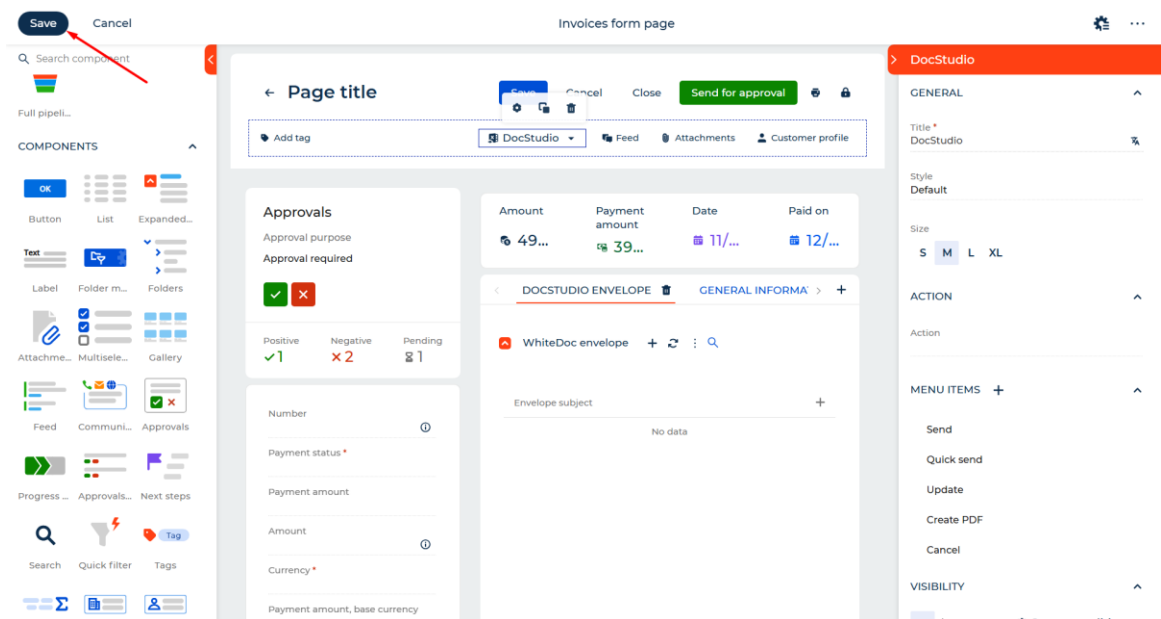 Save
Cancel
Invoices form page
Search component
Full pipeli...
COMPONENTS
OK
Button
List
Expanded...
Text
Label
Folder m...
Folders
Attachme...
Multisele...
Gallery
Feed
Communi...
Approvals
Progress ...
Approvals...
Next steps
Tag
Search
Quick filter
Tags
Page title
Save
Cancel
Close
Send for approval
Add tag
DocStudio
Feed
Attachments
Customer profile
Approvals
Approval purpose
Approval required
Positive
Negative
Pending
1
2
1
Number
Payment status *
Payment amount
Amount
Currency *
Payment amount, base currency
Amount
Payment amount
Date
Paid on
49...
39...
11/...
12/...
DOCSTUDIO ENVELOPE
GENERAL INFORMA
WhiteDoc envelope
Envelope subject
No data
DocStudio
GENERAL
Title *
DocStudio
Style
Default
Size
S M L XL
ACTION
Action
MENU ITEMS
Send
Quick send
Update
Create PDF
Cancel
VISIBILITY